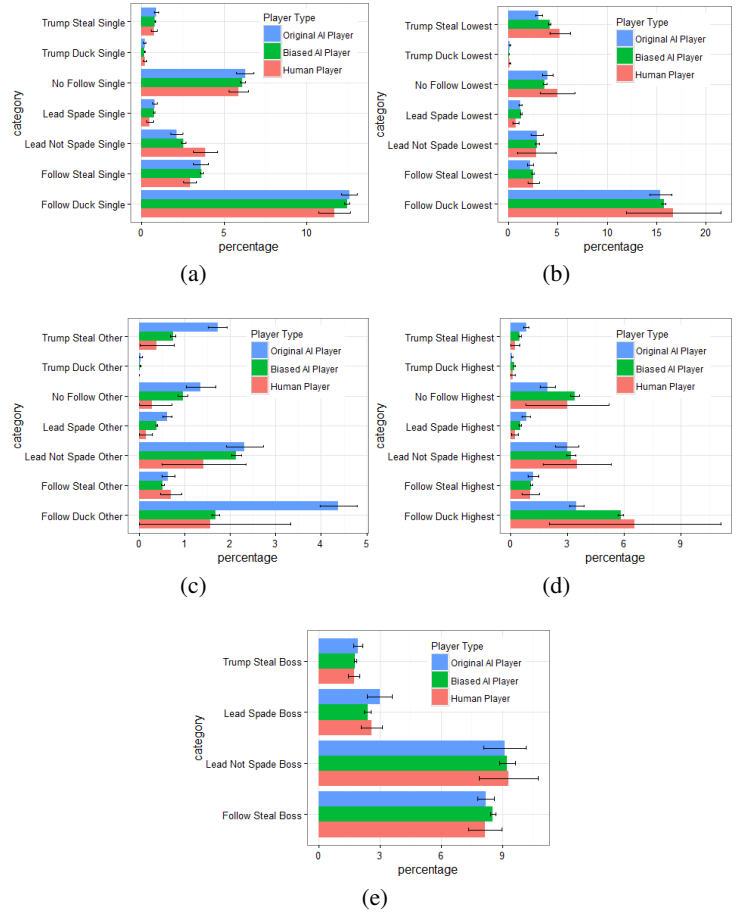 Player Type
Original AI Player
Biased AI Player
Human Player
Trump Steal Single
Trump Duck Single
No Follow Single
Lead Spade Single
Lead Not Spade Single
Follow Steal Single
Follow Duck Single
category
0
5
10
percentage
(a)
Player Type
Original AI Player
Biased AI Player
Human Player
Trump Steal Lowest
Trump Duck Lowest
No Follow Lowest
Lead Spade Lowest
Lead Not Spade Lowest
Follow Steal Lowest
Follow Duck Lowest
category
0
5
10
15
20
percentage
(b)
Player Type
Original AI Player
Biased AI Player
Human Player
Trump Steal Other
Trump Duck Other
No Follow Other
Lead Spade Other
Lead Not Spade Other
Follow Steal Other
Follow Duck Other
category
0
1
2
3
4
5
percentage
(c)
Player Type
Original AI Player
Biased AI Player
Human Player
Trump Steal Highest
Trump Duck Highest
No Follow Highest
Lead Spade Highest
Lead Not Spade Highest
Follow Steal Highest
Follow Duck Highest
category
0
3
6
9
percentage
(d)
Player Type
Original AI Player
Biased AI Player
Human Player
Trump Steal Boss
Lead Spade Boss
Lead Not Spade Boss
Follow Steal Boss
category
0
3
6
9
percentage
(e)